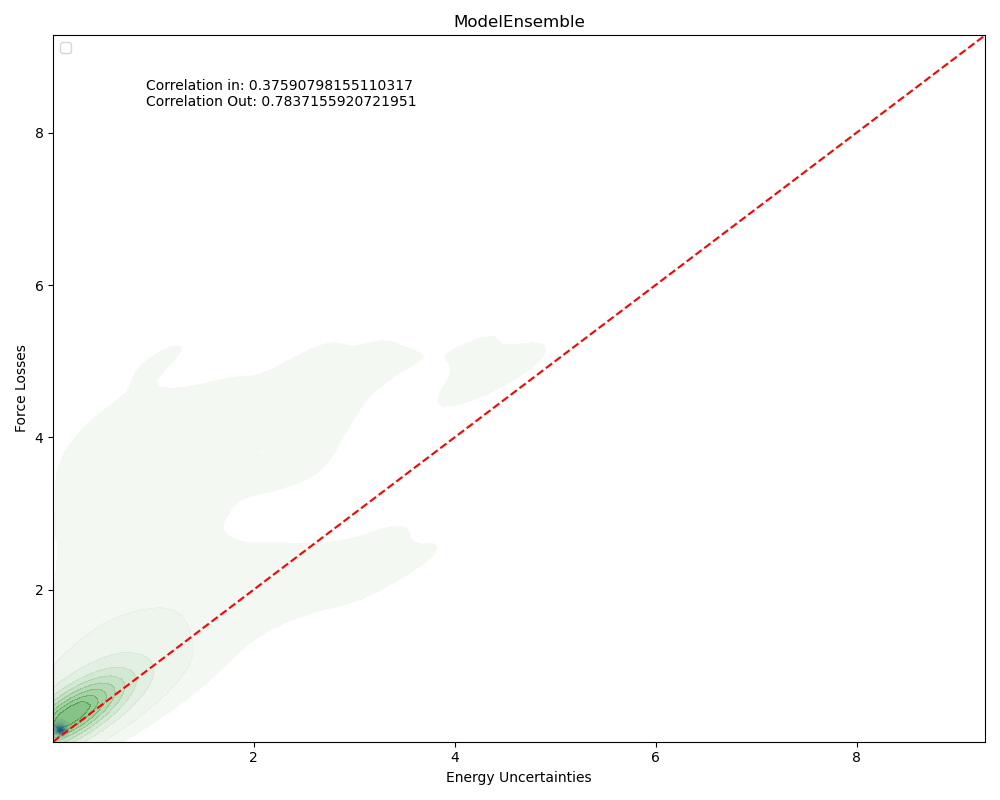 ModelEnsemble
Correlation in: 0.37590798155110317
Correlation Out: 0.7837155920721951
8
6
4
2
Force Losses
2 4 6 8
Energy Uncertainties